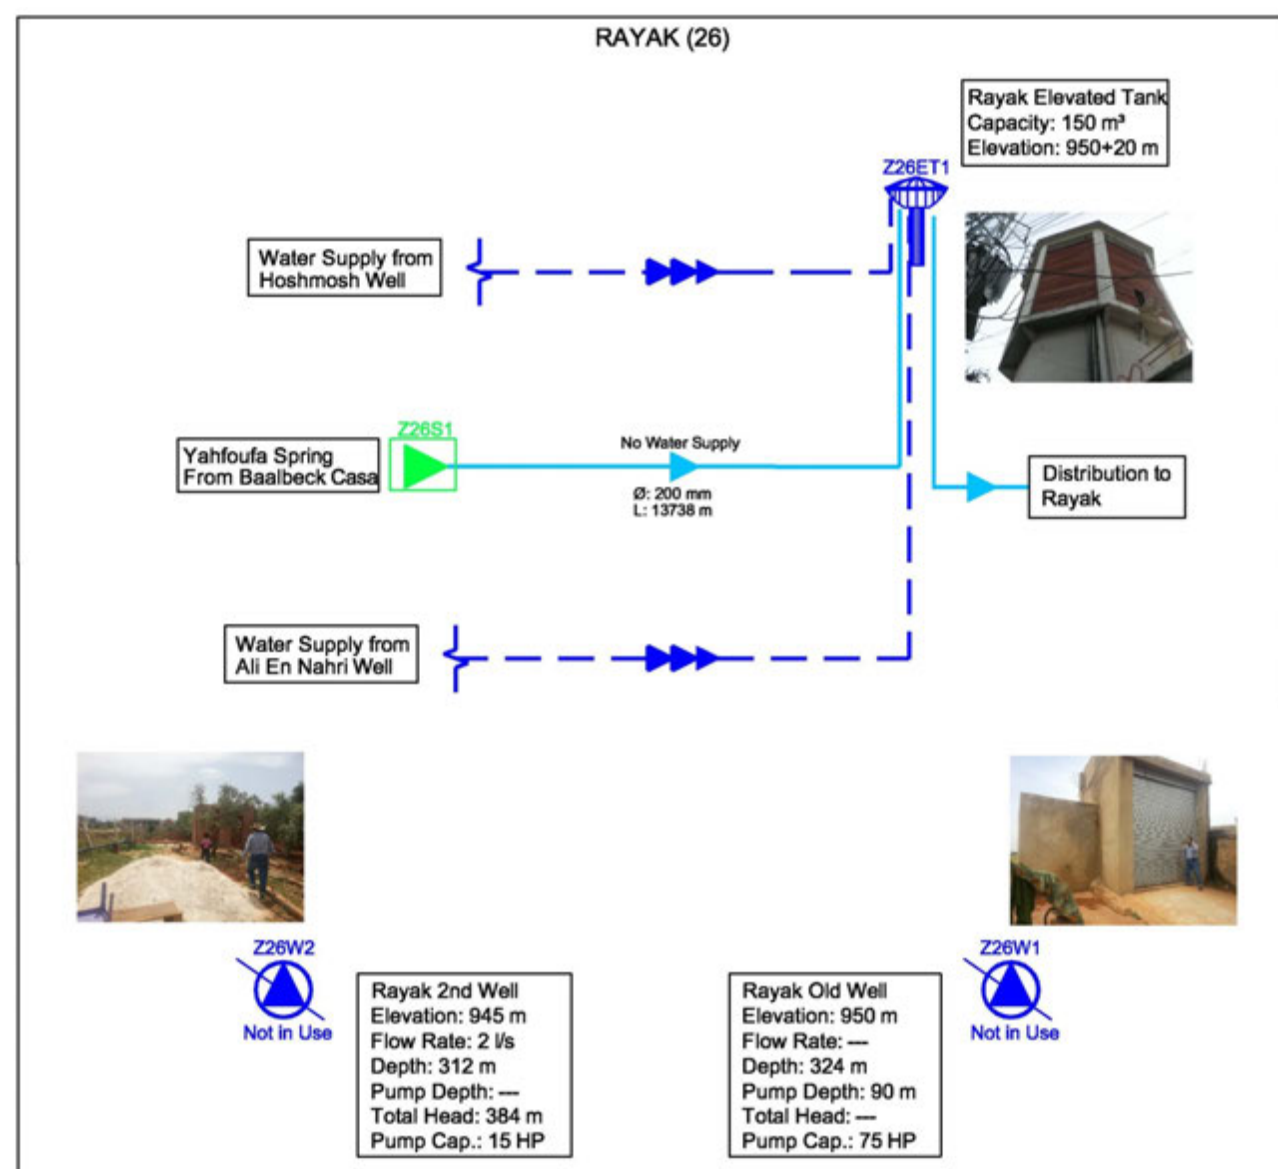 RAYAK (26)
Rayak Elevated Tank
Capacity: 150 m³
Elevation: 950+20 m
Z26ET1
Water Supply from
Hoshmosh Well
Z26S1
Yahfoufa Spring
From Baalbeck Casa
No Water Supply
Ø: 200 mm
L: 13738 m
Distribution to
Rayak
Water Supply from
Ali En Nahri Well
Z26W2
Not in Use
Rayak 2nd Well
Elevation: 945 m
Flow Rate: 2 l/s
Depth: 312 m
Pump Depth: ---
Total Head: 384 m
Pump Cap.: 15 HP
Rayak Old Well
Elevation: 950 m
Flow Rate: ---
Depth: 324 m
Pump Depth: 90 m
Total Head: ---
Pump Cap.: 75 HP
Z26W1
Not in Use